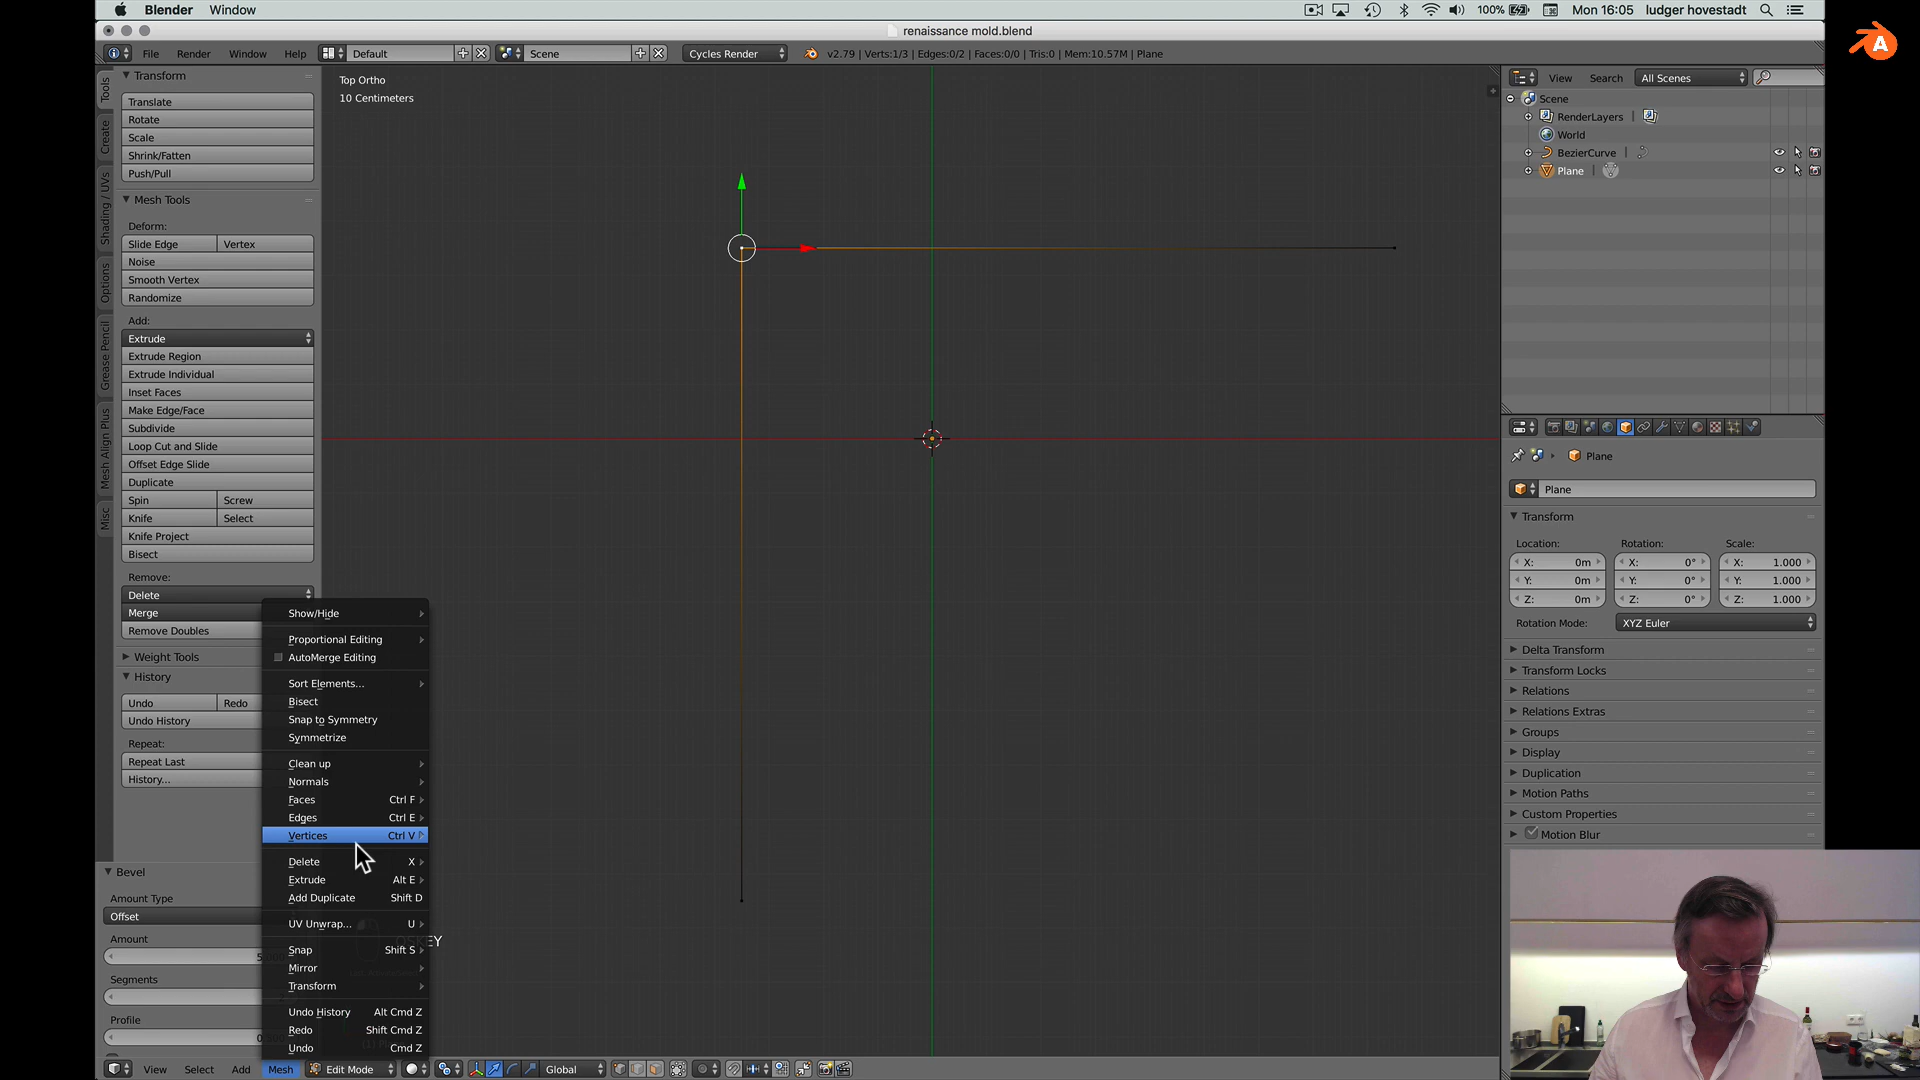 Blender Window 100% Mon 16:05 ludger hovestadt
renaissance mold.blend
File Render Window Help Default Scene Cycles Render v2.79 | Verts:1/3 | Edges:0/2 | Faces:0/0 | Tris:0 | Mem:10.57M | Plane
Tools
Create
Shading / UVs
Options
Grease Pencil
Mesh Align Plus
Misc
Transform
Translate
Rotate
Scale
Shrink/Fatten
Push/Pull
Mesh Tools
Deform:
Slide Edge Vertex
Noise
Smooth Vertex
Randomize
Add:
Extrude
Extrude Region
Extrude Individual
Inset Faces
Make Edge/Face
Subdivide
Loop Cut and Slide
Offset Edge Slide
Duplicate
Spin Screw
Knife Select
Knife Project
Bisect
Remove:
Delete
Merge
Remove Doubles
Weight Tools
History
Undo Redo
Undo History
Repeat:
Repeat Last
History...
Bevel
Amount Type
Offset
Amount
Segments
Profile
Show/Hide
Proportional Editing
AutoMerge Editing
Sort Elements...
Bisect
Snap to Symmetry
Symmetrize
Clean up
Normals
Faces Ctrl F
Edges Ctrl E
Vertices Ctrl V
Delete X
Extrude Alt E
Add Duplicate Shift D
UV Unwrap... U
Snap Shift S
Mirror
Transform
Undo History Alt Cmd Z
Redo Shift Cmd Z
Undo Cmd Z
View Select Add Mesh Edit Mode Global
Top Ortho
10 Centimeters
View Search All Scenes
Scene
RenderLayers
World
BezierCurve
Plane
Plane
Plane
Transform
Location: Rotation: Scale:
X: 0m X: 0° X: 1.000
Y: 0m Y: 0° Y: 1.000
Z: 0m Z: 0° Z: 1.000
Rotation Mode: XYZ Euler
Delta Transform
Transform Locks
Relations
Relations Extras
Groups
Display
Duplication
Motion Paths
Custom Properties
Motion Blur
A